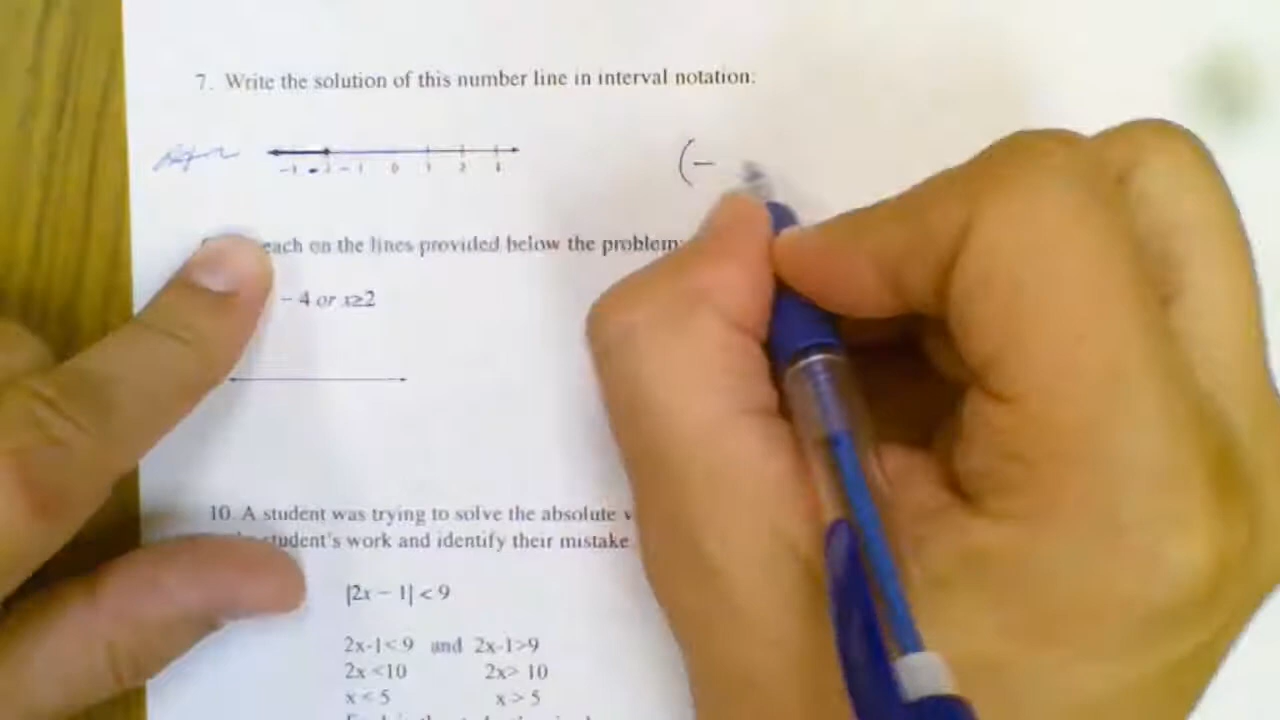 7. Write the solution of this number line in interval notation:
(-
-1 0 1 2
each on the lines provided below the problem:
- 4 or x≥2
10. A student was trying to solve the absolute
student's work and identify their mistake
|2x - 1| < 9
2x-1< 9 and 2x-1>9
2x <10 2x> 10
x < 5 x > 5